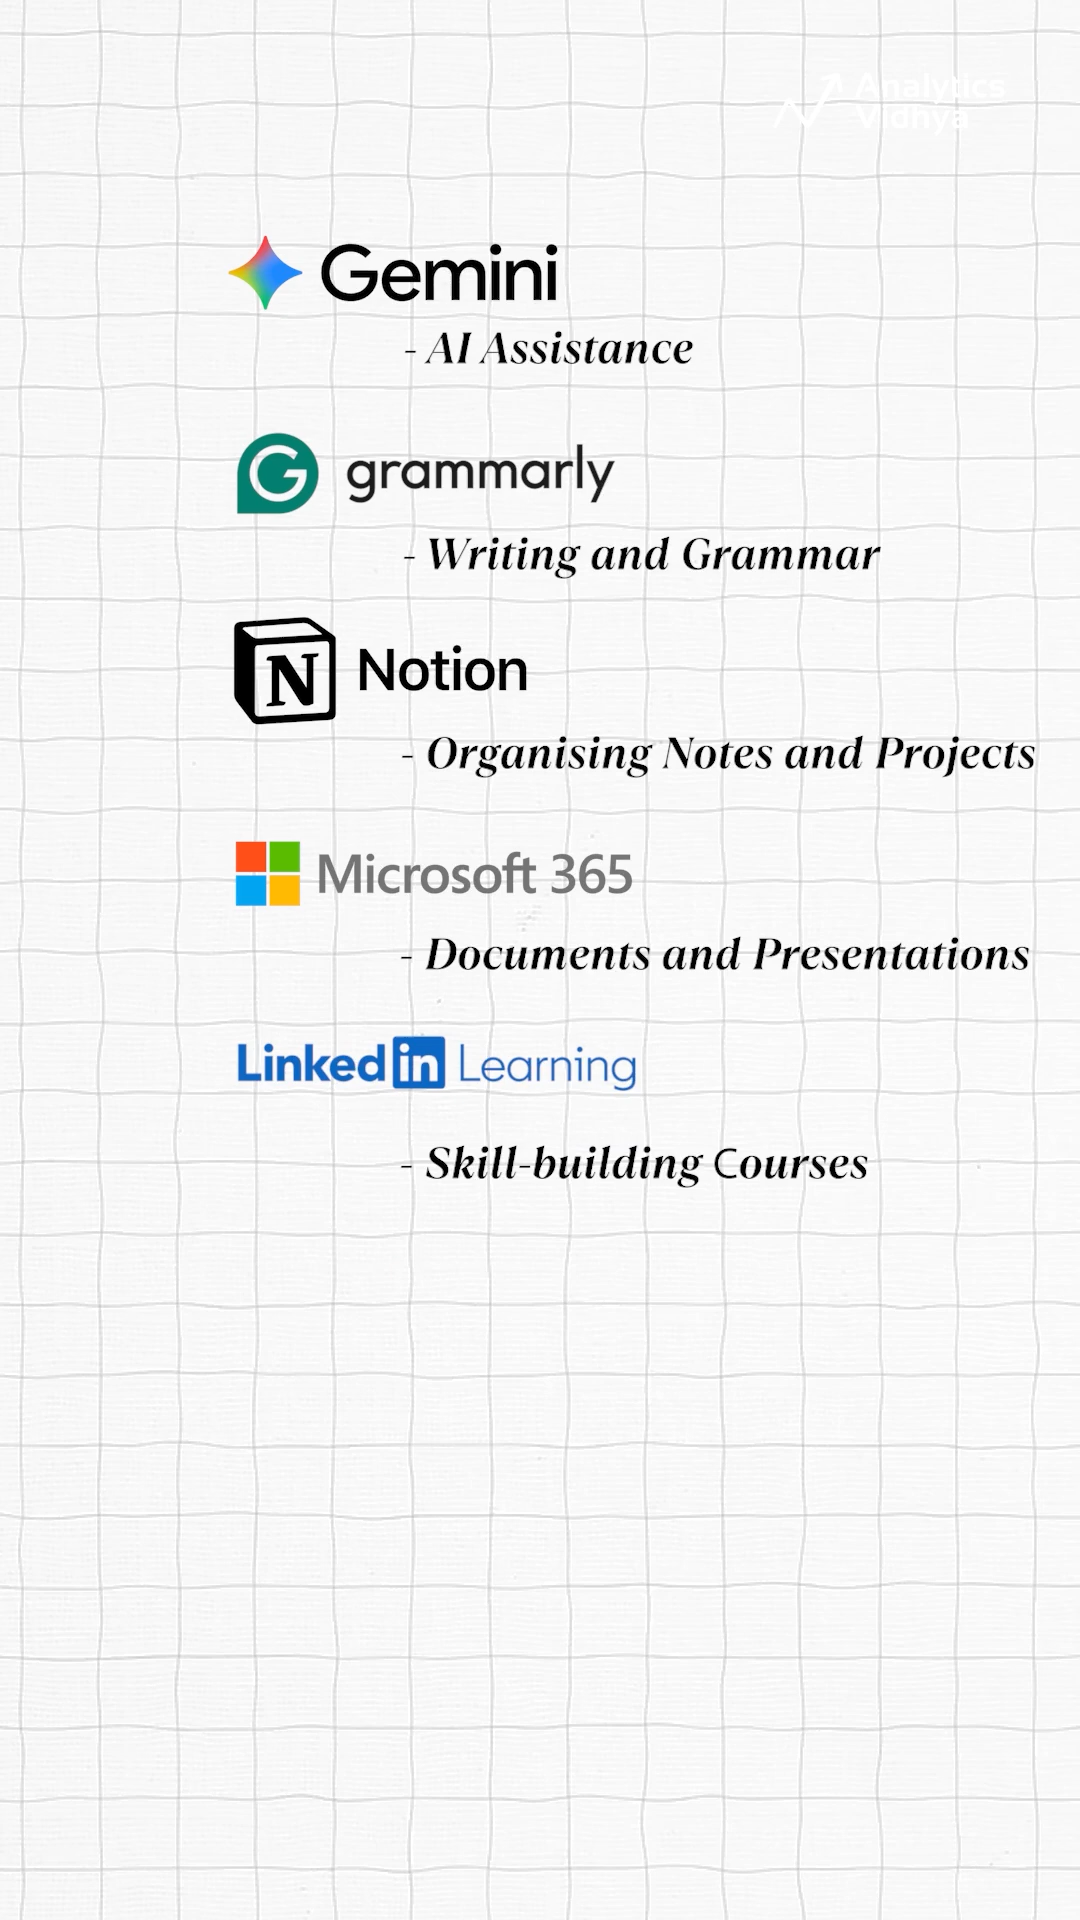 Analytics
Vidhya
Gemini
- AI Assistance
G grammarly
- Writing and Grammar
N Notion
- Organising Notes and Projects
Microsoft 365
- Documents and Presentations
Linked in Learning
- Skill-building Courses